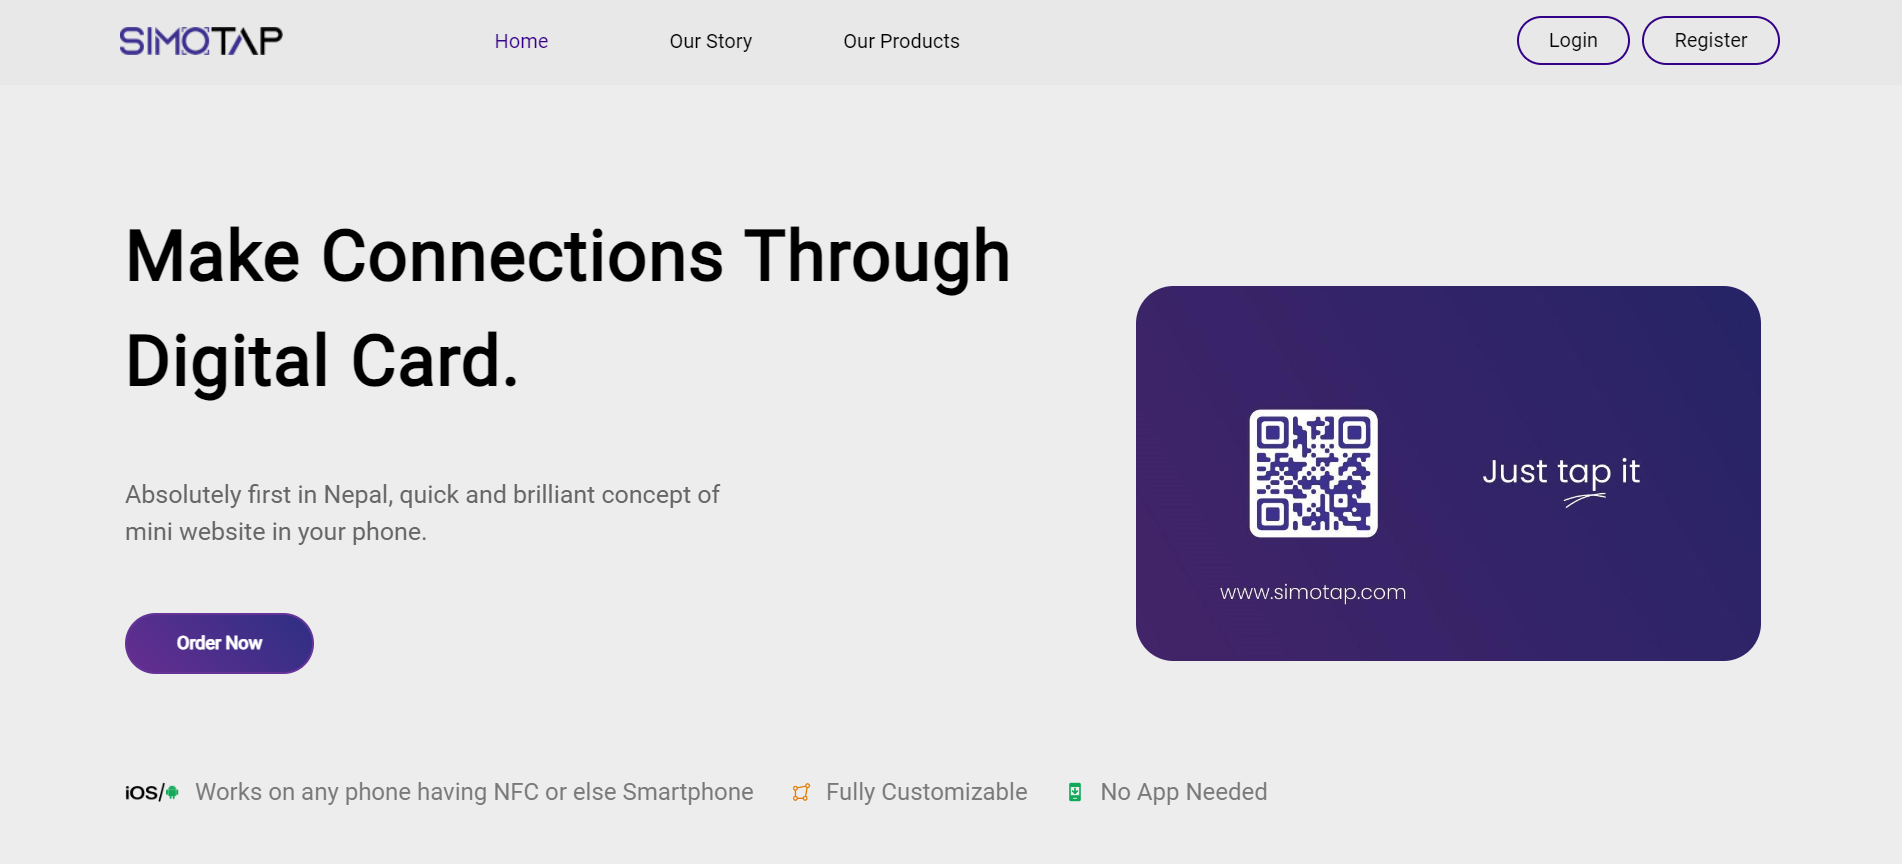 SIMOTAP
Home
Our Story
Our Products
Login
Register
Make Connections Through
Digital Card.
Absolutely first in Nepal, quick and brilliant concept of
mini website in your phone.
Order Now
Just tap it
www.simotap.com
iOS/ Works on any phone having NFC or else Smartphone
Fully Customizable
No App Needed